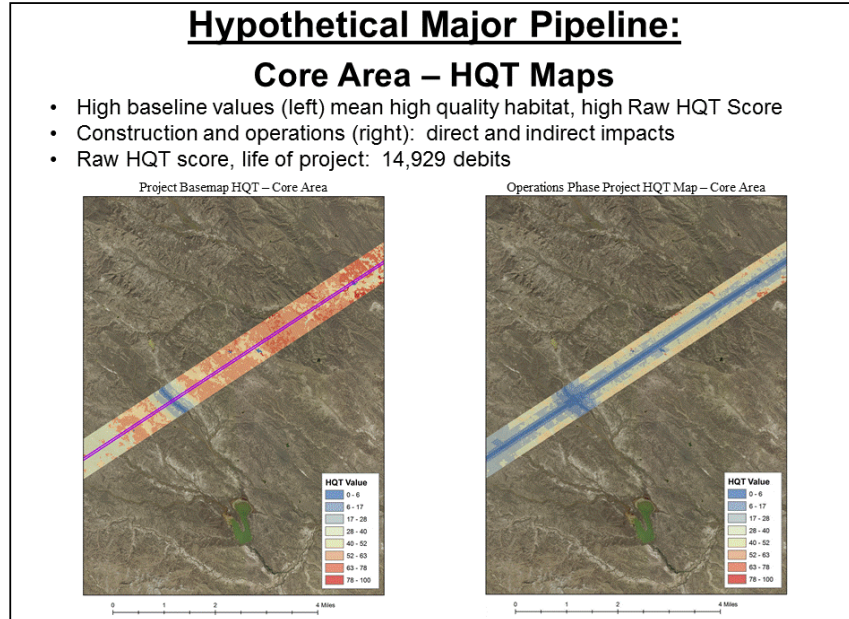 Hypothetical Major Pipeline:
Core Area – HQT Maps
• High baseline values (left) mean high quality habitat, high Raw HQT Score
• Construction and operations (right): direct and indirect impacts
• Raw HQT score, life of project: 14,929 debits
Project Basemap HQT – Core Area
HQT Value
0 - 6
6 - 17
17 - 28
28 - 40
40 - 52
52 - 63
63 - 78
78 - 100
0 1 2 4 Miles
Operations Phase Project HQT Map – Core Area
HQT Value
0 - 6
6 - 17
17 - 28
28 - 40
40 - 52
52 - 63
63 - 78
78 - 100
0 1 2 4 Miles